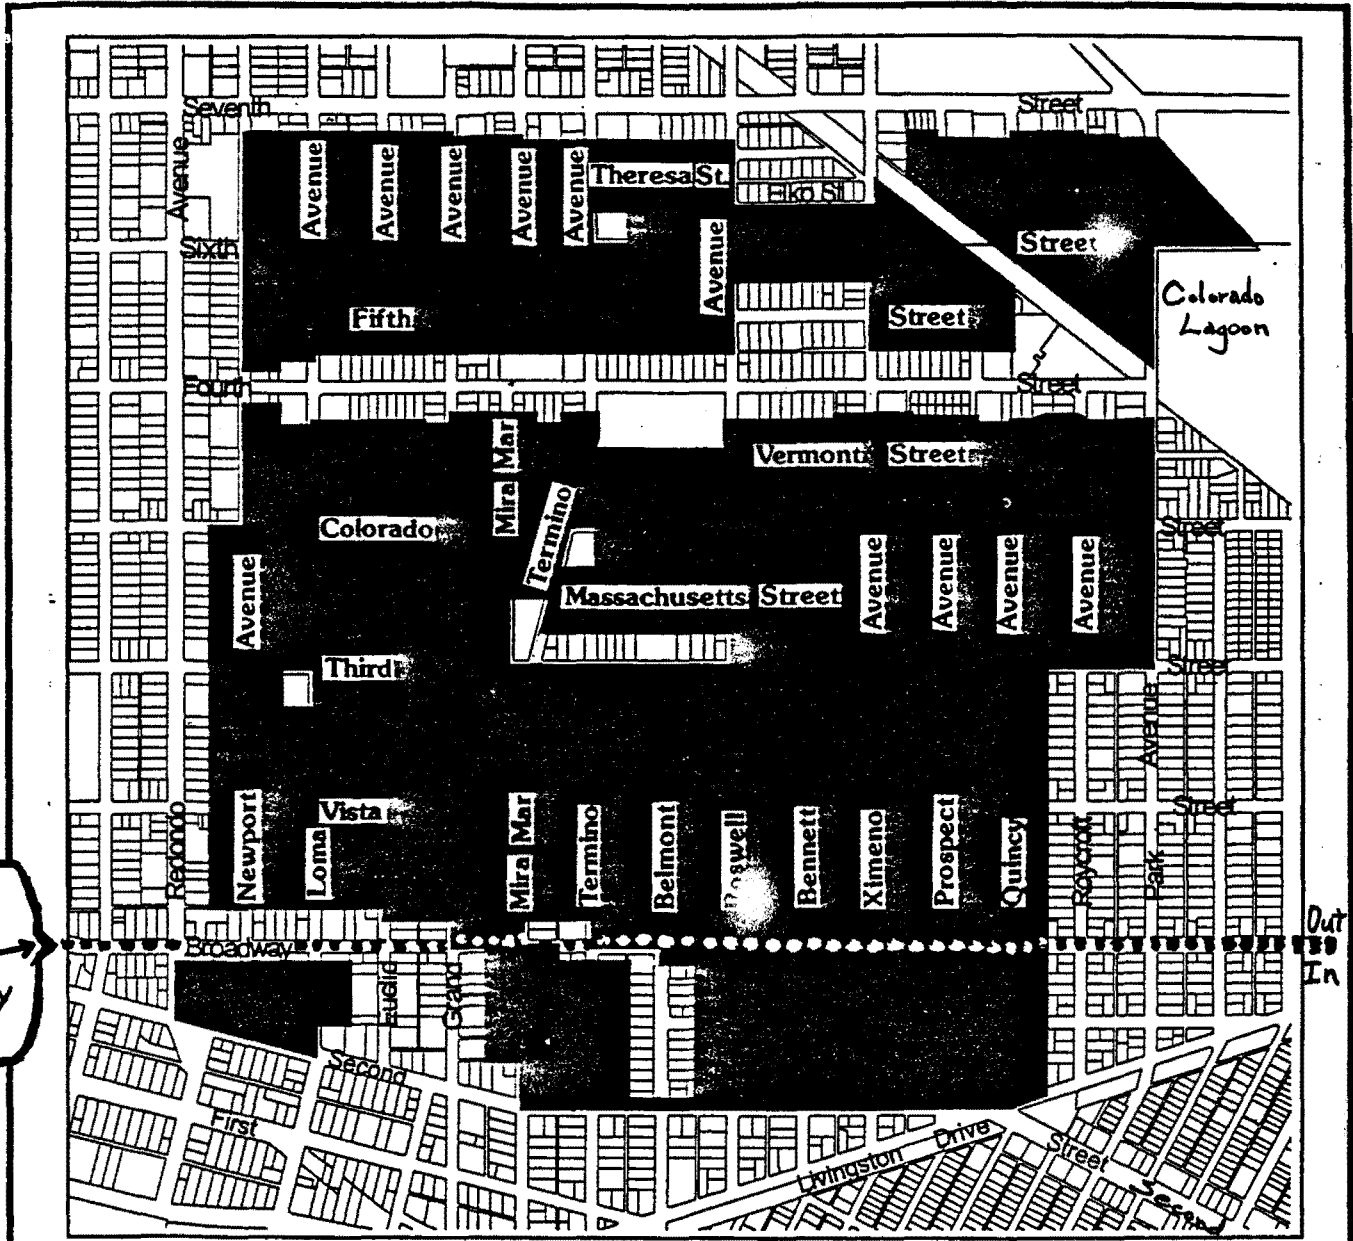 Seventh Street
Avenue
Avenue
Avenue
Avenue
Avenue
Avenue
Theresa St.
Elko St.
Sixth
Street
Avenue
Colorado
Lagoon
Fifth
Street
Fourth
Street
Mira Mar
Vermont Street
Termino
Colorado
Street
Avenue
Massachusetts Street
Avenue
Avenue
Avenue
Avenue
Third
Street
Avenue
Vista
Street
Redondo
Newport
Loma
Mira Mar
Termino
Belmont
Roswell
Bennett
Ximeno
Prospect
Quincy
Roycroft
Park
Out
In
Broadway
Euclid
Grand
Second
First
Livingston Drive
Street
Second